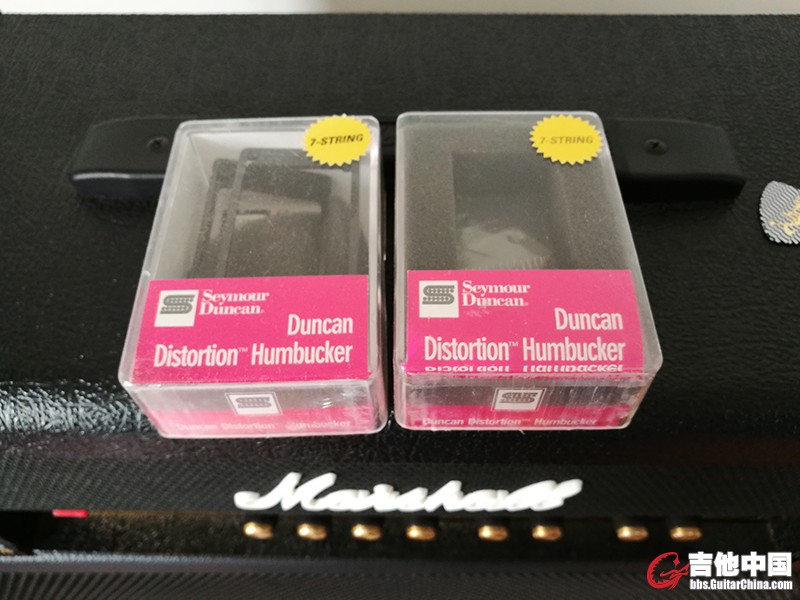 7-STRING
7-STRING
Seymour
Duncan
Duncan
Distortion™ Humbucker
Duncan Distortion™ Humbucker
Seymour
Duncan
Duncan
Distortion™ Humbucker
Duncan Distortion™ Humbucker
Marshall
吉他中国
bbs.GuitarChina.com